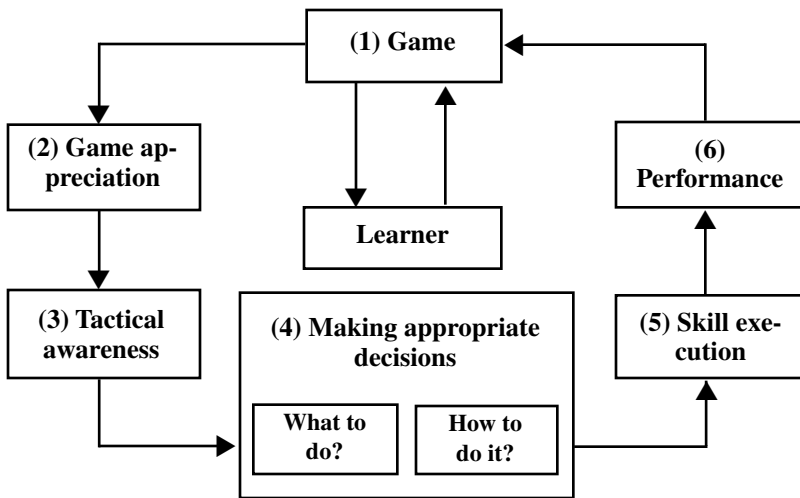 (1) Game
(2) Game ap-
preciation
(6)
Performance
Learner
(3) Tactical
awareness
(4) Making appropriate
decisions
What to
do?
How to
do it?
(5) Skill exe-
cution